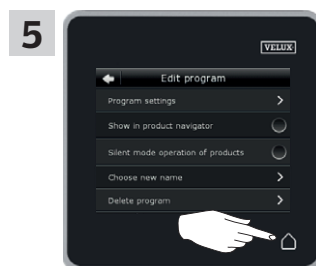 5
VELUX
Edit program
Program settings
Show in product navigator
Silent mode operation of products
Choose new name
Delete program